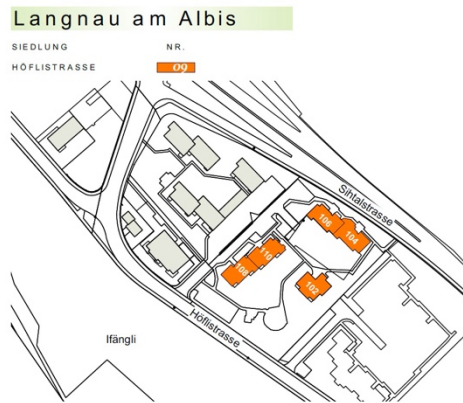 Langnau am Albis
SIEDLUNG NR.
HÖFLISTRASSE 09
Sihltalstrasse
106
104
110
108
102
Höflistrasse
Ifängli